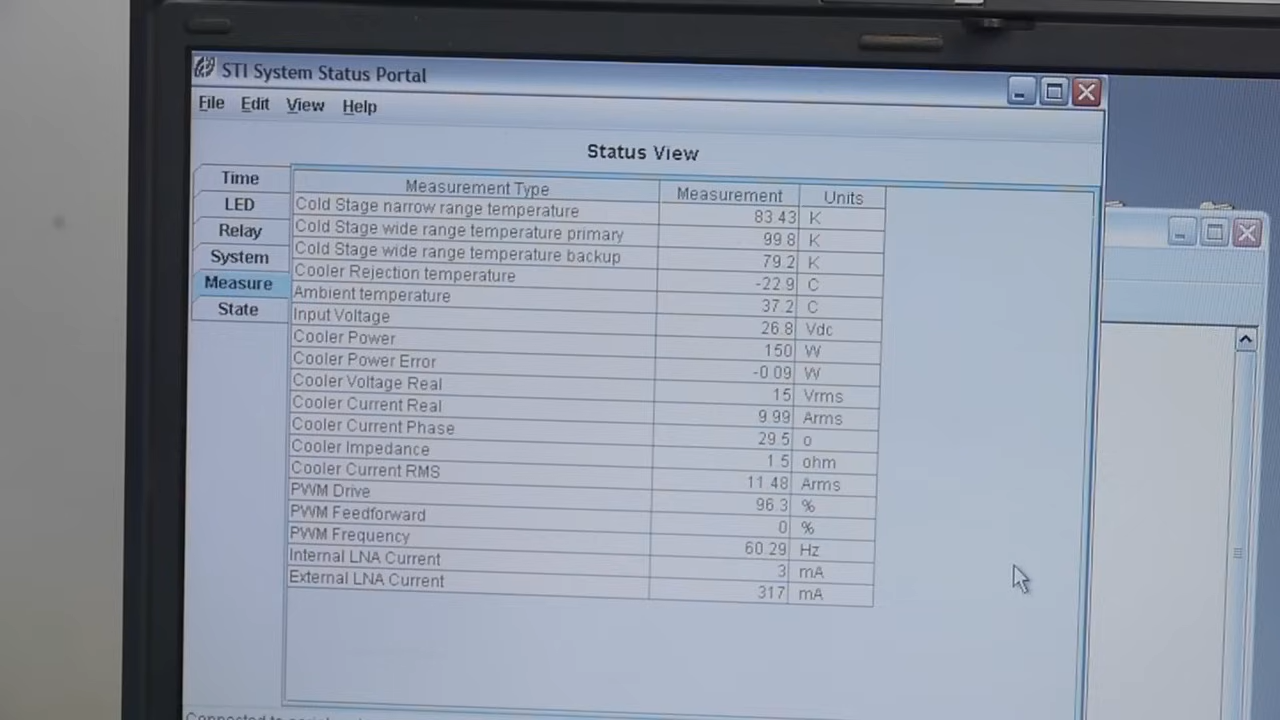 STI System Status Portal
File Edit View Help
Status View
Time
LED
Relay
System
Measure
State
Measurement Type Measurement Units
Cold Stage narrow range temperature 83.43 K
Cold Stage wide range temperature primary 99.8 K
Cold Stage wide range temperature backup 79.2 K
Cooler Rejection temperature -22.9 C
Ambient temperature 37.2 C
Input Voltage 26.8 Vdc
Cooler Power 150 W
Cooler Power Error -0.09 W
Cooler Voltage Real 15 Vrms
Cooler Current Real 9.99 Arms
Cooler Current Phase 29.5 o
Cooler Impedance 1.5 ohm
Cooler Current RMS 11.48 Arms
PWM Drive 96.3 %
PWM Feedforward 0 %
PWM Frequency 60.29 Hz
Internal LNA Current 3 mA
External LNA Current 317 mA
Connected to